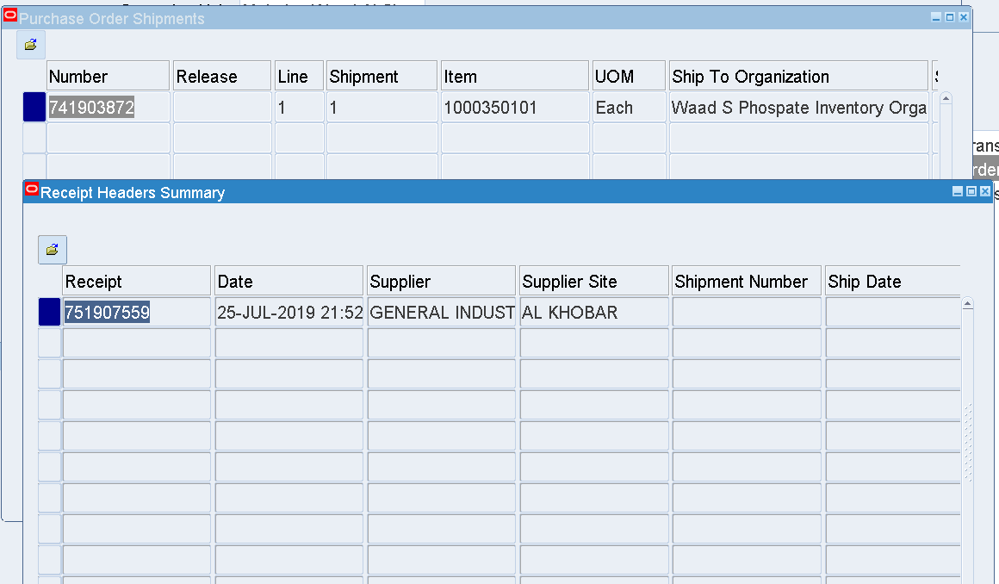 Purchase Order Shipments
Number Release Line Shipment Item UOM Ship To Organization
741903872 1 1 1000350101 Each Waad S Phospate Inventory Orga
Receipt Headers Summary
Receipt Date Supplier Supplier Site Shipment Number Ship Date
751907559 25-JUL-2019 21:52 GENERAL INDUST AL KHOBAR